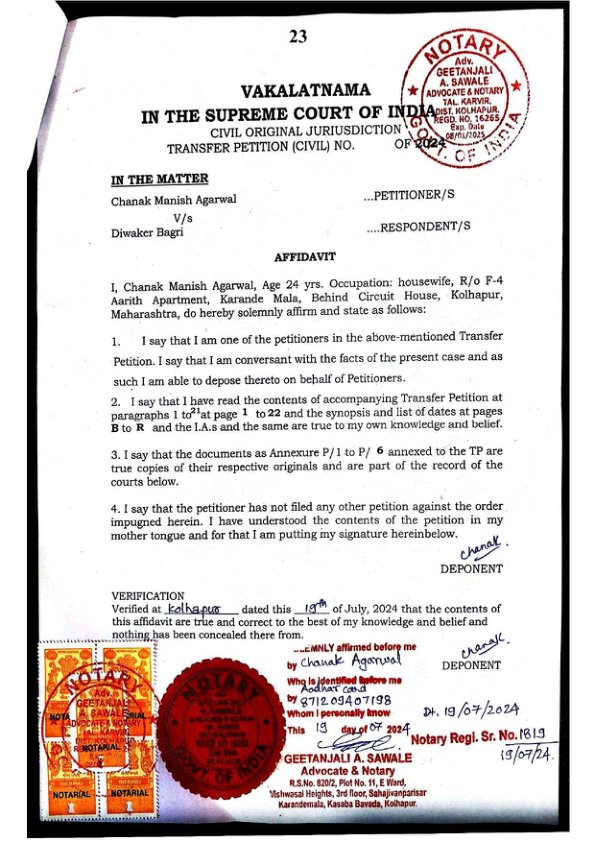 23
NOTARY
Adv.
GEETANJALI
A. SAWALE
ADVOCATE & NOTARY
TAL. KARVIR,
DIST. KOLHAPUR.
REGD. NO. 16265
Exp. Date
08/01/2025
GOVT. OF INDIA
VAKALATNAMA
IN THE SUPREME COURT OF INDIA
CIVIL ORIGINAL JURIUSDICTION
TRANSFER PETITION (CIVIL) NO. OF 2024
IN THE MATTER
Chanak Manish Agarwal ...PETITIONER/S
V/s
Diwaker Bagri ....RESPONDENT/S
AFFIDAVIT
I, Chanak Manish Agarwal, Age 24 yrs. Occupation: housewife, R/o F-4
Aarith Apartment, Karande Mala, Behind Circuit House, Kolhapur,
Maharashtra, do hereby solemnly affirm and state as follows:
1. I say that I am one of the petitioners in the above-mentioned Transfer
Petition. I say that I am conversant with the facts of the present case and as
such I am able to depose thereto on behalf of Petitioners.
2. I say that I have read the contents of accompanying Transfer Petition at
paragraphs 1 to 21 at page 1 to 22 and the synopsis and list of dates at pages
B to R and the I.A.s and the same are true to my own knowledge and belief.
3. I say that the documents as Annexure P/1 to P/ 6 annexed to the TP are
true copies of their respective originals and are part of the record of the
courts below.
4. I say that the petitioner has not filed any other petition against the order
impugned herein. I have understood the contents of the petition in my
mother tongue and for that I am putting my signature hereinbelow.
Chanak.
DEPONENT
VERIFICATION
Verified at Kolhapur dated this 19th of July, 2024 that the contents of
this affidavit are true and correct to the best of my knowledge and belief and
nothing has been concealed there from.
Chanak.
DEPONENT
EMNLY affirmed before me
by Chanak Agarwal
Who is identified before me
Aadhar card
by 871209407198
Whom I personally know
This 19 day of 07 2024
Dt. 19/07/2024
Notary Regi. Sr. No. 1819
19/07/24.
GEETANJALI A. SAWALE
Advocate & Notary
R.S.No. 620/2, Plot No. 11, E Ward,
Vishwasai Heights, 3rd floor, Sahajivanparisar
Karandemala, Kasaba Bavada, Kolhapur.
NOTARY
Adv.
GEETANJALI
A. SAWALE
ADVOCATE & NOTARY
TAL. KARVIR,
NOTARIAL
NOTARIAL
NOTARIAL
NOTARY
GOVT OF INDIA